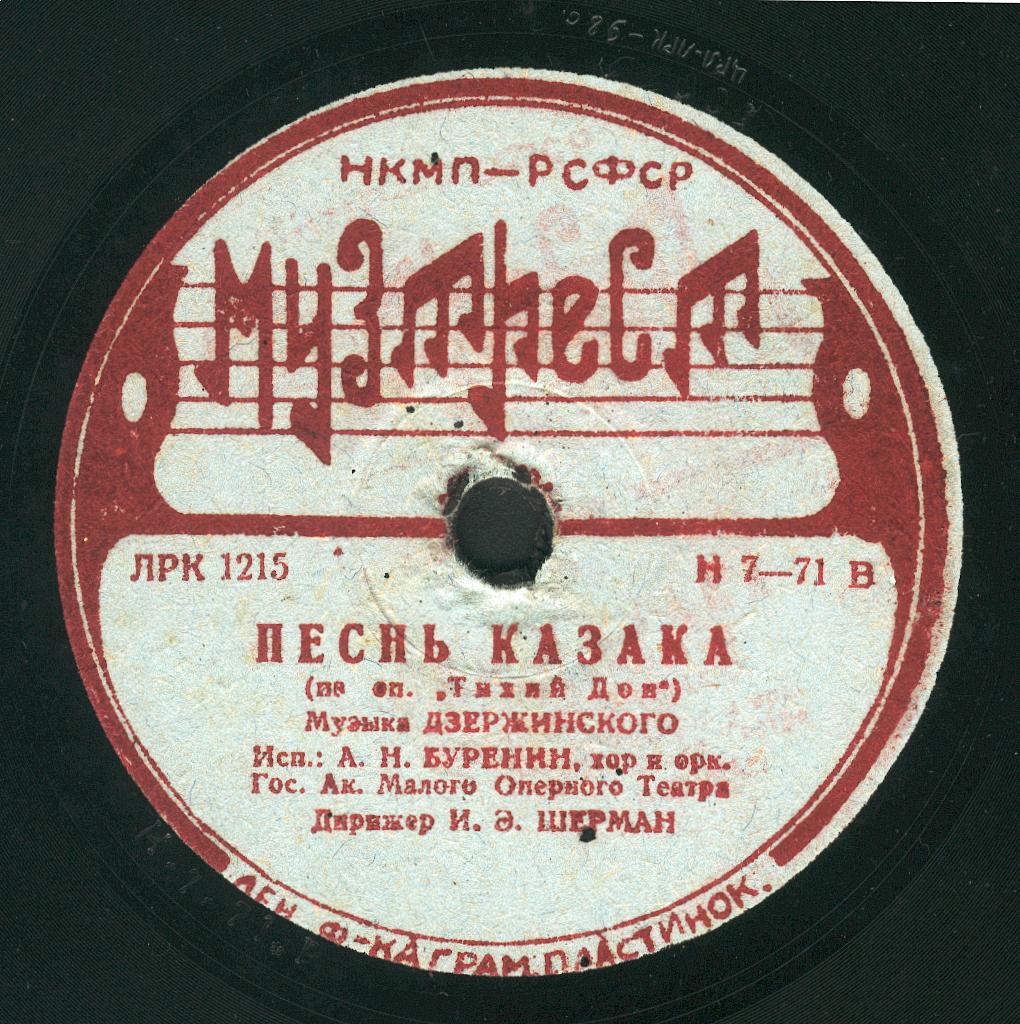 НКМП—РСФСР
Музпрест
ЛРК 1215
Н 7—71 В
ПЕСНЬ КАЗАКА
(из оп. „Тихий Дон“)
Музыка ДЗЕРЖИНСКОГО
Исп.: А. Н. БУРЕНИН, хор и орк.
Гос. Ак. Малого Оперного Театра
Дирижер И. Э. ШЕРМАН
ЛЕН. Ф-КА ГРАМ.ПЛАСТИНОК.